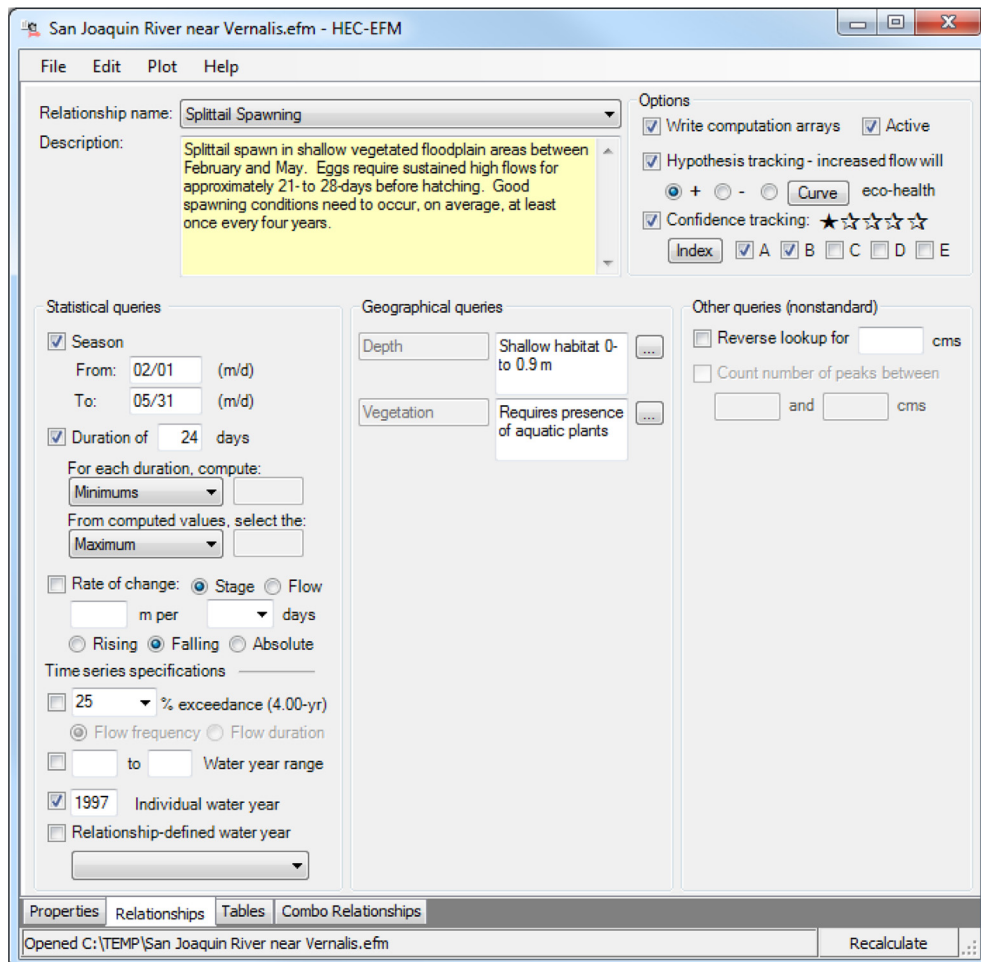 San Joaquin River near Vernalis.efm - HEC-EFM
File Edit Plot Help
Relationship name: Splittail Spawning
Description:
Splittail spawn in shallow vegetated floodplain areas between
February and May. Eggs require sustained high flows for
approximately 21- to 28-days before hatching. Good
spawning conditions need to occur, on average, at least
once every four years.
Options
Write computation arrays Active
Hypothesis tracking - increased flow will
+ - Curve eco-health
Confidence tracking: ★☆☆☆☆
Index A B C D E
Statistical queries
Season
From: 02/01 (m/d)
To: 05/31 (m/d)
Duration of 24 days
For each duration, compute:
Minimums
From computed values, select the:
Maximum
Rate of change: Stage Flow
m per days
Rising Falling Absolute
Time series specifications
25 % exceedance (4.00-yr)
Flow frequency Flow duration
to Water year range
1997 Individual water year
Relationship-defined water year
Geographical queries
Depth
Shallow habitat 0-
to 0.9 m
...
Vegetation
Requires presence
of aquatic plants
...
Other queries (nonstandard)
Reverse lookup for cms
Count number of peaks between
and cms
Properties Relationships Tables Combo Relationships
Opened C:\TEMP\San Joaquin River near Vernalis.efm Recalculate